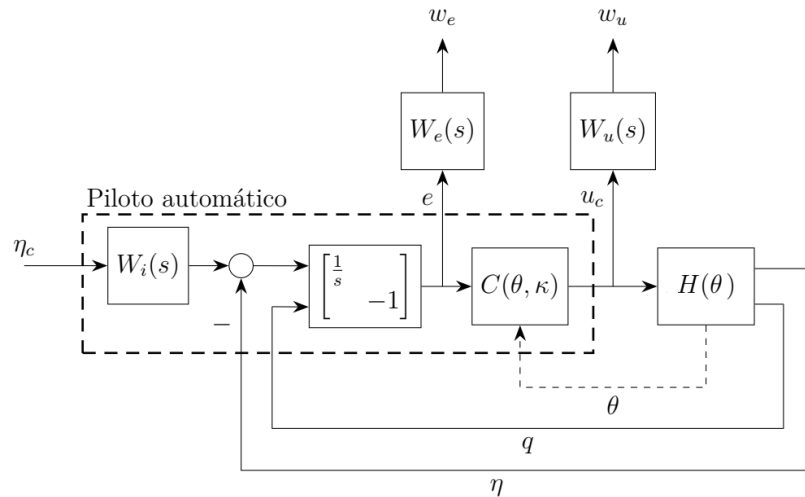 w_e
w_u
W_e(s)
W_u(s)
Piloto automático
e
u_c
η_c
W_i(s)
1/s
−1
C(θ, κ)
H(θ)
−
θ
q
η